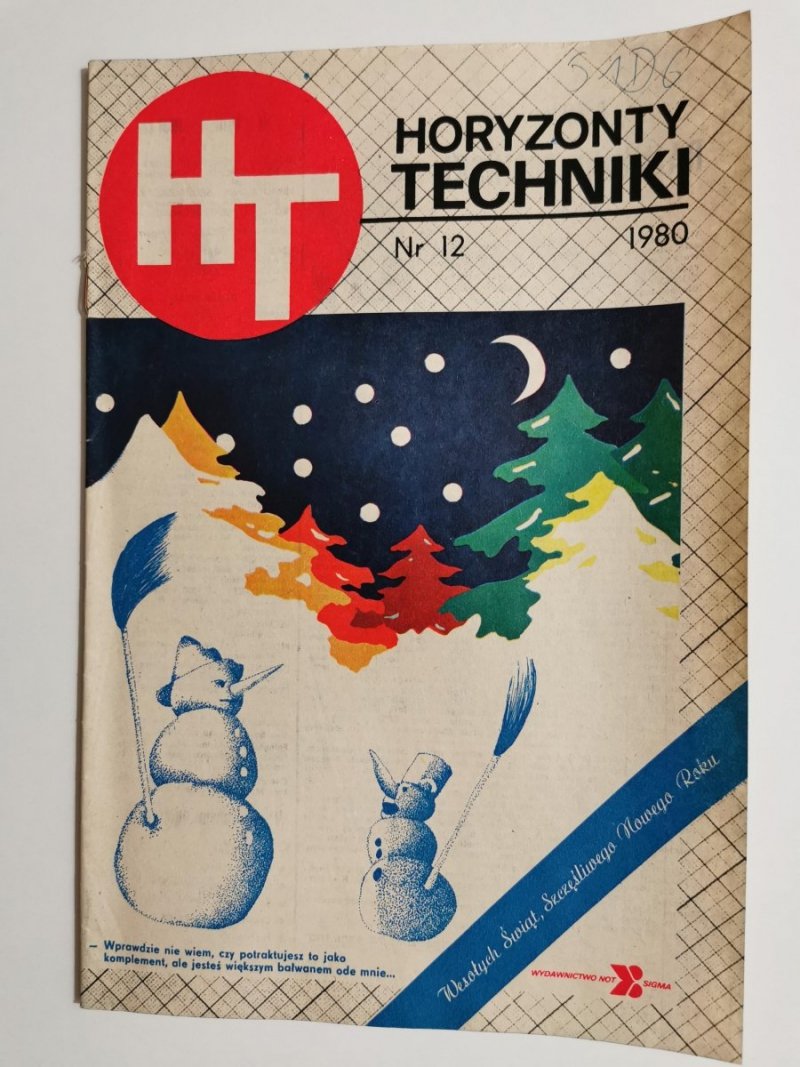 S 1D6
HT
HORYZONTY
TECHNIKI
Nr 12 1980
– Wprawdzie nie wiem, czy potraktujesz to jako
komplement, ale jesteś większym bałwanem ode mnie...
Wesołych Świąt, Szczęśliwego Nowego Roku
WYDAWNICTWO NOT SIGMA